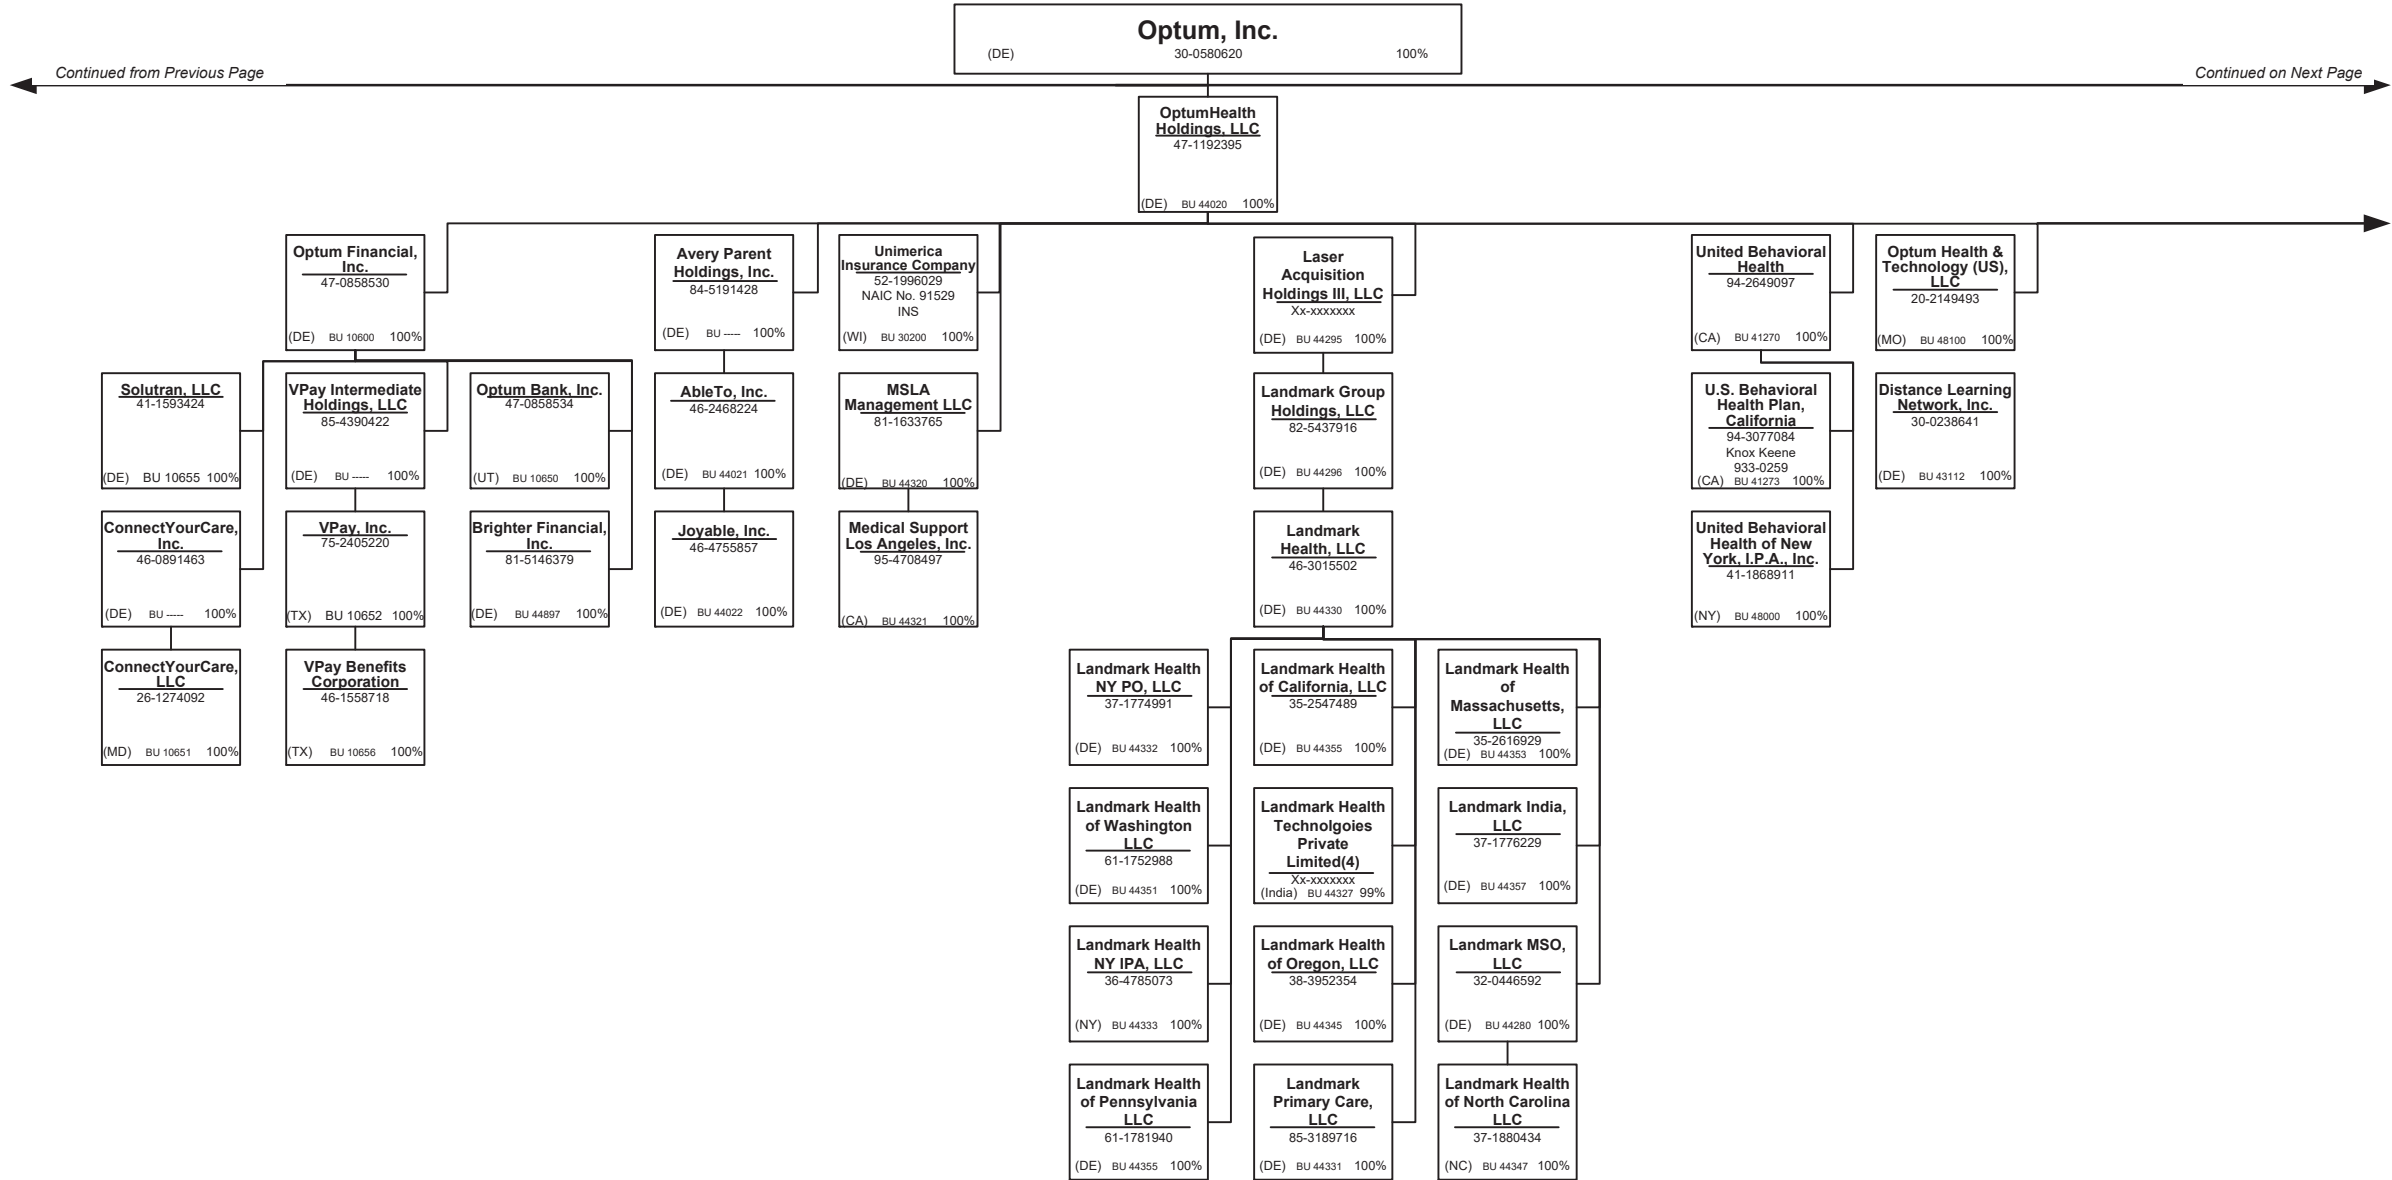 Optum, Inc.
(DE) 30-0580620 100%
Continued from Previous Page
Continued on Next Page
OptumHealth
Holdings, LLC
47-1192395
(DE) BU 44020 100%
Optum Financial,
Inc.
47-0858530
(DE) BU 10600 100%
Avery Parent
Holdings, Inc.
84-5191428
(DE) BU ----- 100%
Unimerica
Insurance Company
52-1996029
NAIC No. 91529
INS
(WI) BU 30200 100%
Laser
Acquisition
Holdings III, LLC
Xx-xxxxxxx
(DE) BU 44295 100%
United Behavioral
Health
94-2649097
(CA) BU 41270 100%
Optum Health &
Technology (US),
LLC
20-2149493
(MO) BU 48100 100%
Solutran, LLC
41-1593424
(DE) BU 10655 100%
VPay Intermediate
Holdings, LLC
85-4390422
(DE) BU ----- 100%
Optum Bank, Inc.
47-0858534
(UT) BU 10650 100%
AbleTo, Inc.
46-2468224
(DE) BU 44021 100%
MSLA
Management LLC
81-1633765
(DE) BU 44320 100%
Landmark Group
Holdings, LLC
82-5437916
(DE) BU 44296 100%
U.S. Behavioral
Health Plan,
California
94-3077084
Knox Keene
933-0259
(CA) BU 41273 100%
Distance Learning
Network, Inc.
30-0238641
(DE) BU 43112 100%
ConnectYourCare,
Inc.
46-0891463
(DE) BU ----- 100%
VPay, Inc.
75-2405220
(TX) BU 10652 100%
Brighter Financial,
Inc.
81-5146379
(DE) BU 44897 100%
Joyable, Inc.
46-4755857
(DE) BU 44022 100%
Medical Support
Los Angeles, Inc.
95-4708497
(CA) BU 44321 100%
Landmark
Health, LLC
46-3015502
(DE) BU 44330 100%
United Behavioral
Health of New
York, I.P.A., Inc.
41-1868911
(NY) BU 48000 100%
ConnectYourCare,
LLC
26-1274092
(MD) BU 10651 100%
VPay Benefits
Corporation
46-1558718
(TX) BU 10656 100%
Landmark Health
NY PO, LLC
37-1774991
(DE) BU 44332 100%
Landmark Health
of California, LLC
35-2547489
(DE) BU 44355 100%
Landmark Health
of
Massachusetts,
LLC
35-2616929
(DE) BU 44353 100%
Landmark Health
of Washington
LLC
61-1752988
(DE) BU 44351 100%
Landmark Health
Technolgoies
Private
Limited(4)
Xx-xxxxxxx
(India) BU 44327 99%
Landmark India,
LLC
37-1776229
(DE) BU 44357 100%
Landmark Health
NY IPA, LLC
36-4785073
(NY) BU 44333 100%
Landmark Health
of Oregon, LLC
38-3952354
(DE) BU 44345 100%
Landmark MSO,
LLC
32-0446592
(DE) BU 44280 100%
Landmark Health
of Pennsylvania
LLC
61-1781940
(DE) BU 44355 100%
Landmark
Primary Care,
LLC
85-3189716
(DE) BU 44331 100%
Landmark Health
of North Carolina
LLC
37-1880434
(NC) BU 44347 100%